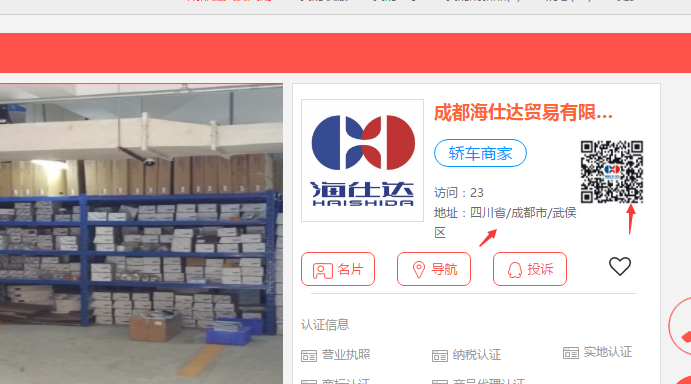 成都海仕达贸易有限...
轿车商家
海仕达
HAISHIDA
访问：23
地址：四川省/成都市/武侯
区
名片
导航
投诉
认证信息
营业执照
纳税认证
实地认证